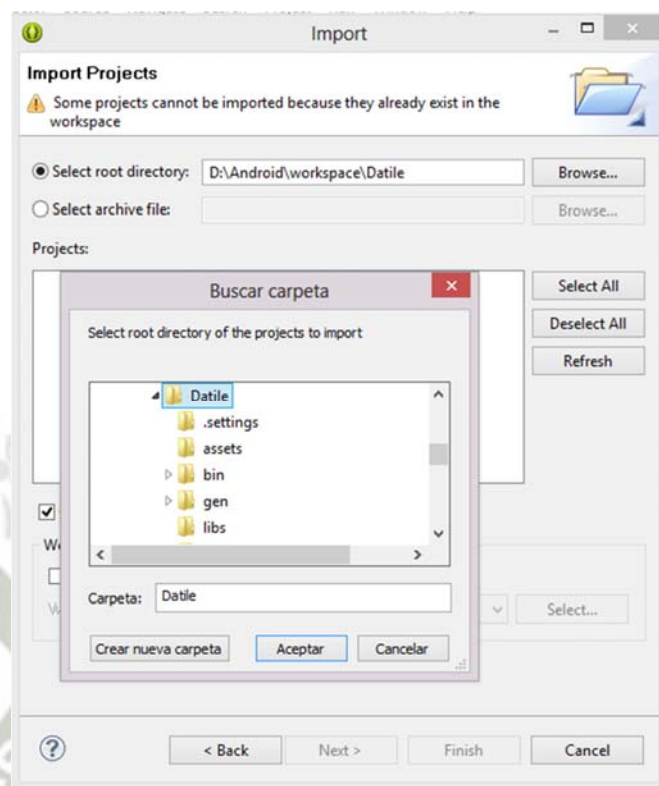 Import
Import Projects
Some projects cannot be imported because they already exist in the
workspace
Select root directory:
D:\Android\workspace\Datile
Browse...
Select archive file:
Browse...
Projects:
Select All
Deselect All
Refresh
Buscar carpeta
Select root directory of the projects to import
Datile
.settings
assets
bin
gen
libs
Carpeta:
Datile
Select...
Crear nueva carpeta
Aceptar
Cancelar
< Back
Next >
Finish
Cancel